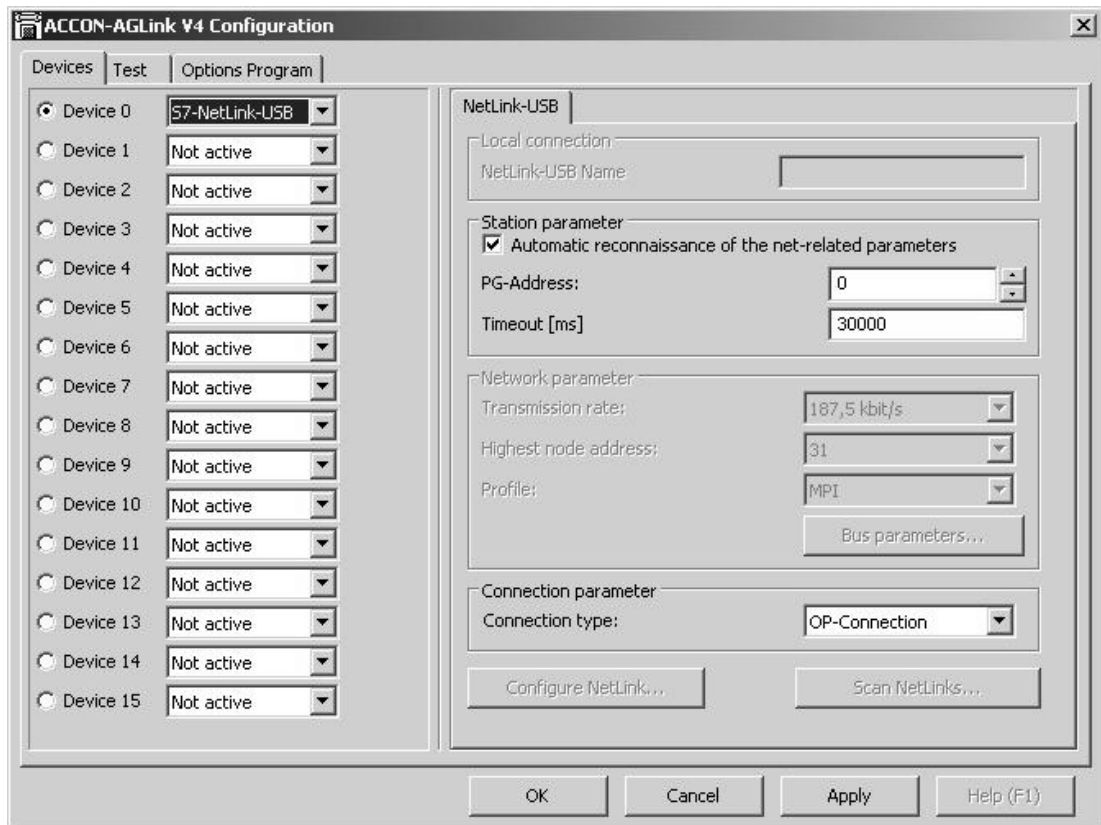 ACCON-AGLink V4 Configuration
Devices Test Options Program
Device 0 S7-NetLink-USB
Device 1 Not active
Device 2 Not active
Device 3 Not active
Device 4 Not active
Device 5 Not active
Device 6 Not active
Device 7 Not active
Device 8 Not active
Device 9 Not active
Device 10 Not active
Device 11 Not active
Device 12 Not active
Device 13 Not active
Device 14 Not active
Device 15 Not active
NetLink-USB
Local connection
NetLink-USB Name
Station parameter
Automatic reconnaissance of the net-related parameters
PG-Address: 0
Timeout [ms] 30000
Network parameter
Transmission rate: 187,5 kbit/s
Highest node address: 31
Profile: MPI
Bus parameters...
Connection parameter
Connection type: OP-Connection
Configure NetLink... Scan NetLinks...
OK Cancel Apply Help (F1)